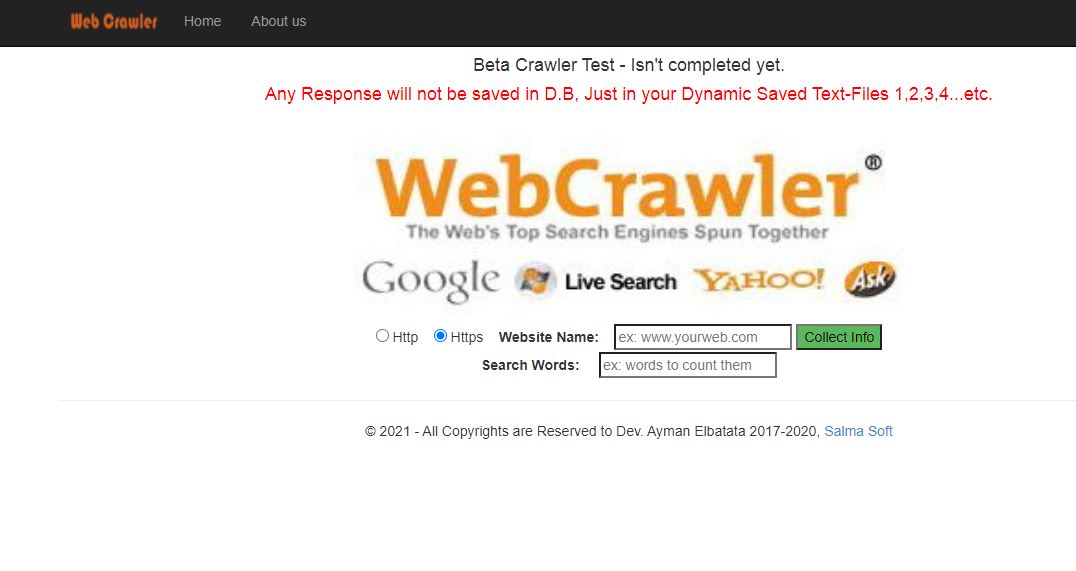 Web Crawler Home About us
Beta Crawler Test - Isn't completed yet.
Any Response will not be saved in D.B, Just in your Dynamic Saved Text-Files 1,2,3,4...etc.
WebCrawler®
The Web's Top Search Engines Spun Together
Google Live Search YAHOO! Ask
Http Https Website Name: ex: www.yourweb.com Collect Info
Search Words: ex: words to count them
© 2021 - All Copyrights are Reserved to Dev. Ayman Elbatata 2017-2020, Salma Soft